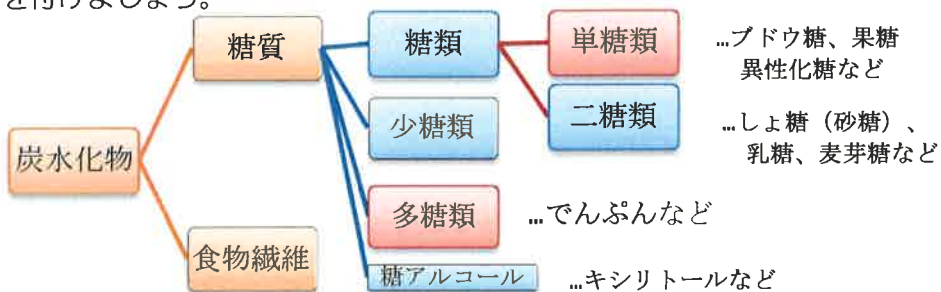 を付けましょう。
糖質
糖類
単糖類
…ブドウ糖、果糖
異性化糖など
少糖類
二糖類
…しょ糖（砂糖）、
乳糖、麦芽糖など
炭水化物
多糖類
…でんぷんなど
食物繊維
糖アルコール
…キシリトールなど